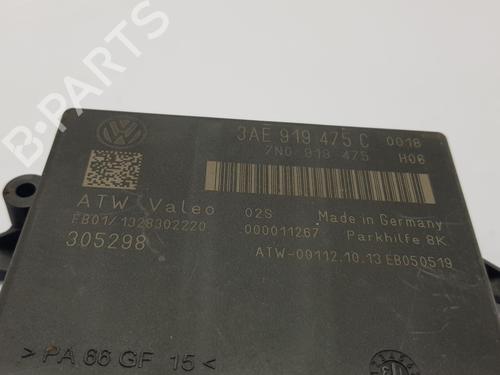 B-PARTS
3AE 919 475 C 0018
7N0 919 475 H06
ATW Valeo 02S Made in Germany
EB01/1328302220 000011267 Parkhilfe 8K
305298 ATW-00112.10.13 EB050519
>PA 66 GF 15<